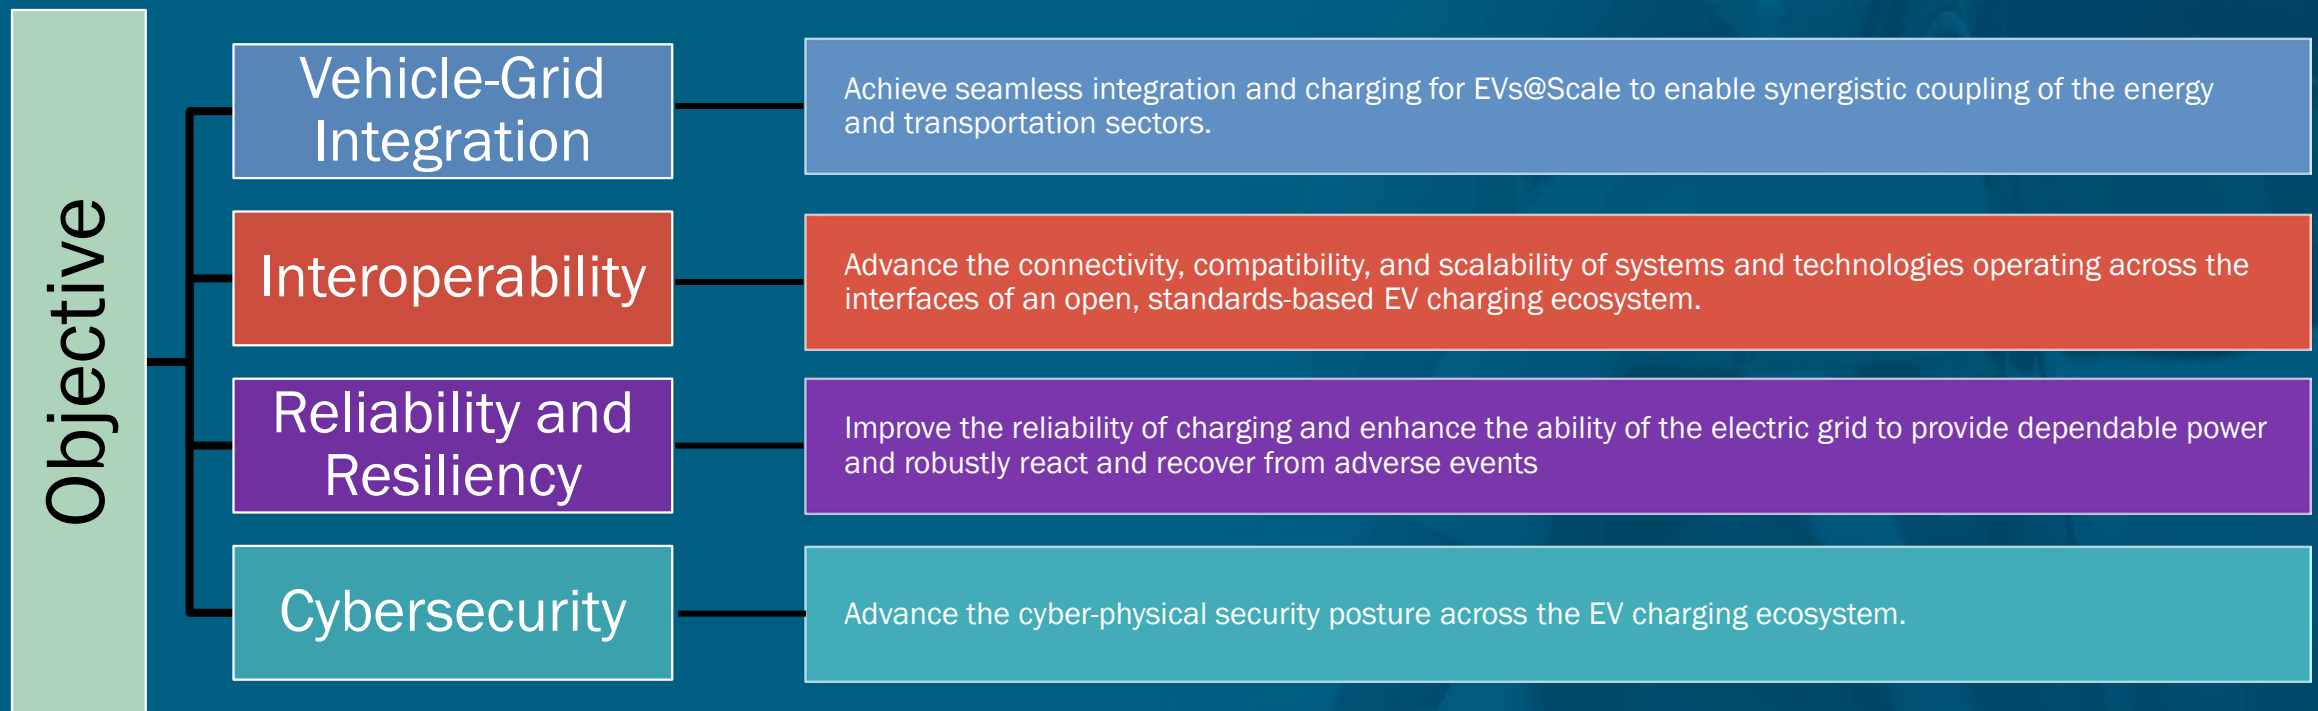 Objective
Vehicle-Grid
Integration
Achieve seamless integration and charging for EVs@Scale to enable synergistic coupling of the energy
and transportation sectors.
Interoperability
Advance the connectivity, compatibility, and scalability of systems and technologies operating across the
interfaces of an open, standards-based EV charging ecosystem.
Reliability and
Resiliency
Improve the reliability of charging and enhance the ability of the electric grid to provide dependable power
and robustly react and recover from adverse events
Cybersecurity
Advance the cyber-physical security posture across the EV charging ecosystem.